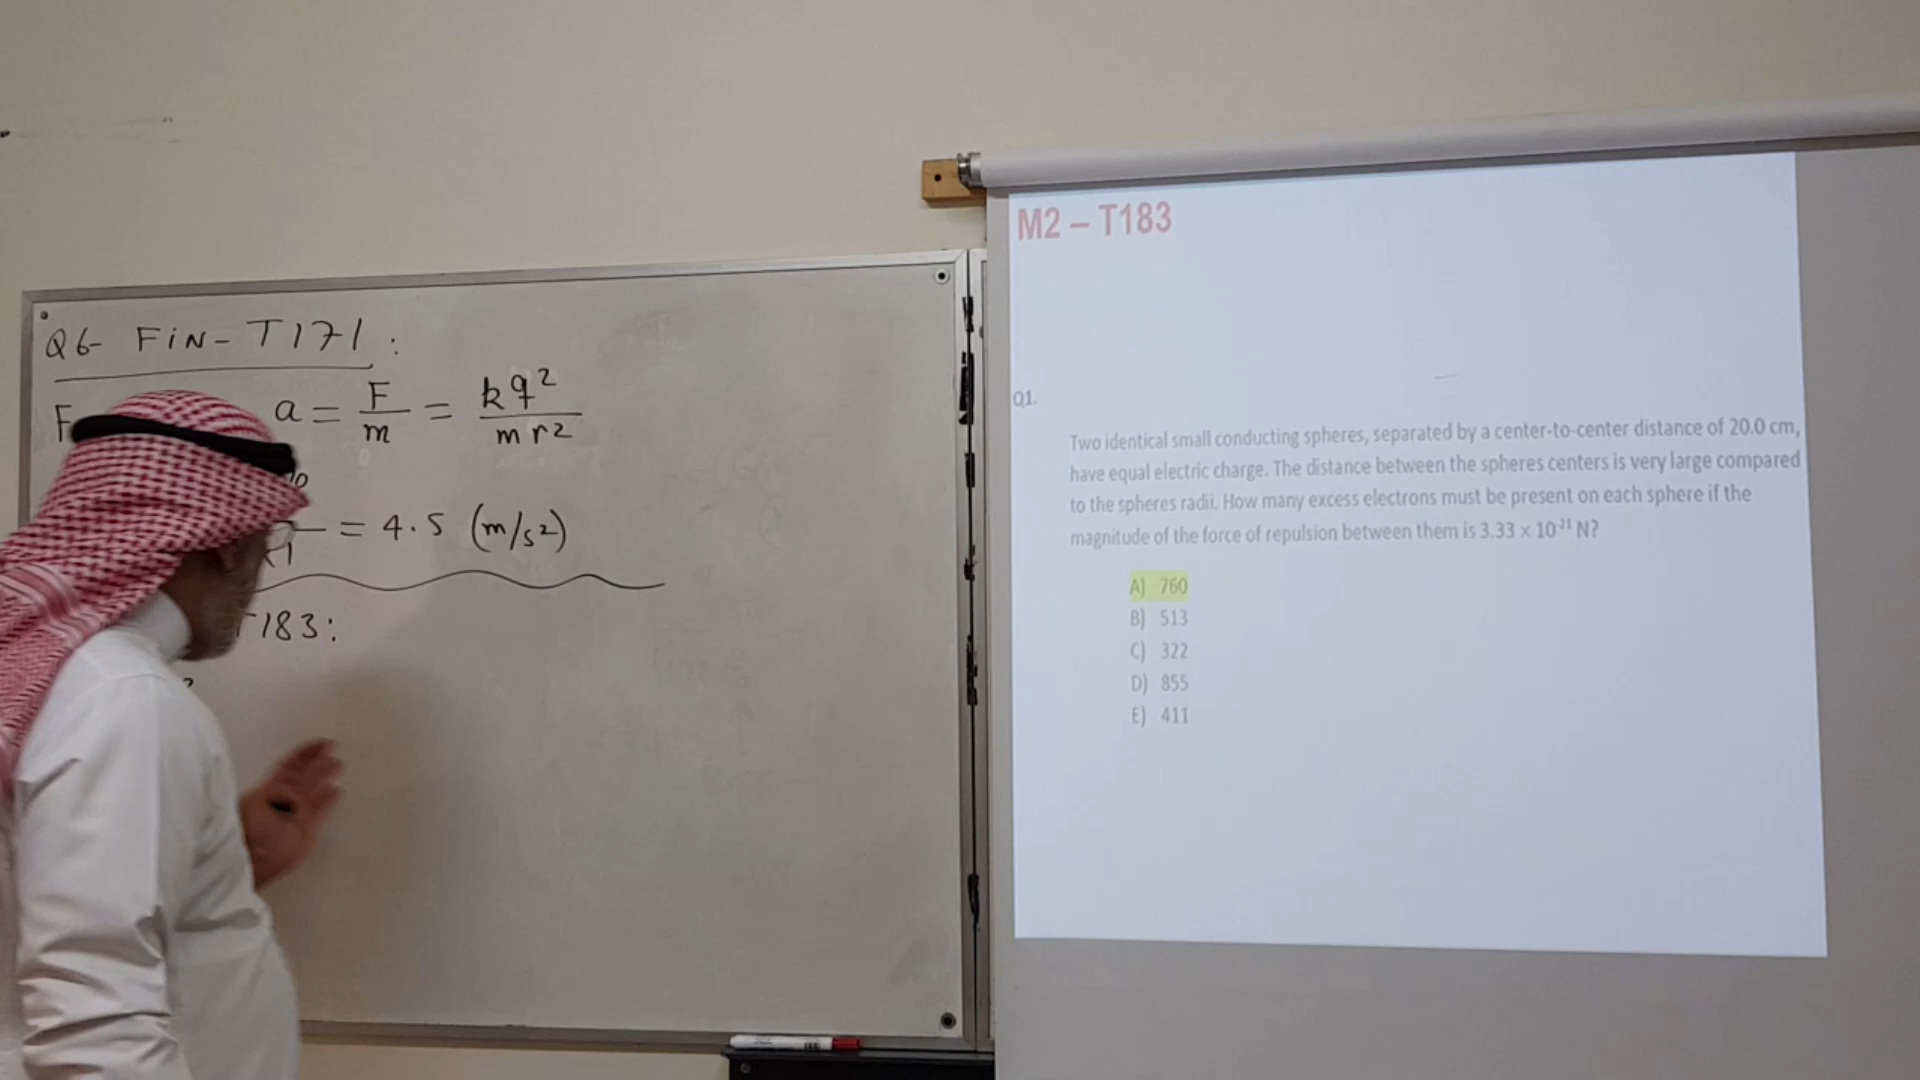 Q6- FIN- T171 :
F a = F/m = kq²/mr²
= 4.5 (m/s²)
T183:
M2 – T183
Q1.
Two identical small conducting spheres, separated by a center-to-center distance of 20.0 cm,
have equal electric charge. The distance between the spheres centers is very large compared
to the spheres radii. How many excess electrons must be present on each sphere if the
magnitude of the force of repulsion between them is 3.33 × 10⁻²¹ N?
A) 760
B) 513
C) 322
D) 855
E) 411